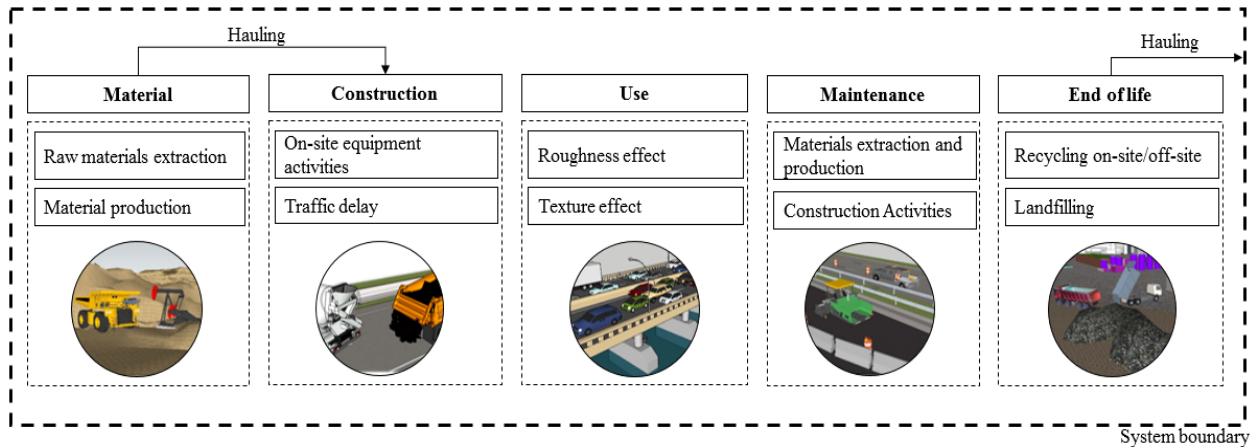 Hauling
Hauling
Material
Construction
Use
Maintenance
End of life
Raw materials extraction
Material production
On-site equipment
activities
Traffic delay
Roughness effect
Texture effect
Materials extraction and
production
Construction Activities
Recycling on-site/off-site
Landfilling
System boundary